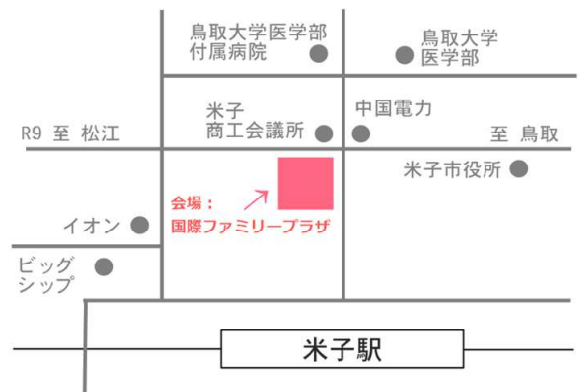 鳥取大学医学部
付属病院
鳥取大学
医学部
米子
商工会議所
中国電力
R9 至 松江
至 鳥取
米子市役所
会場：
国際ファミリープラザ
イオン
ビッグ
シップ
米子駅